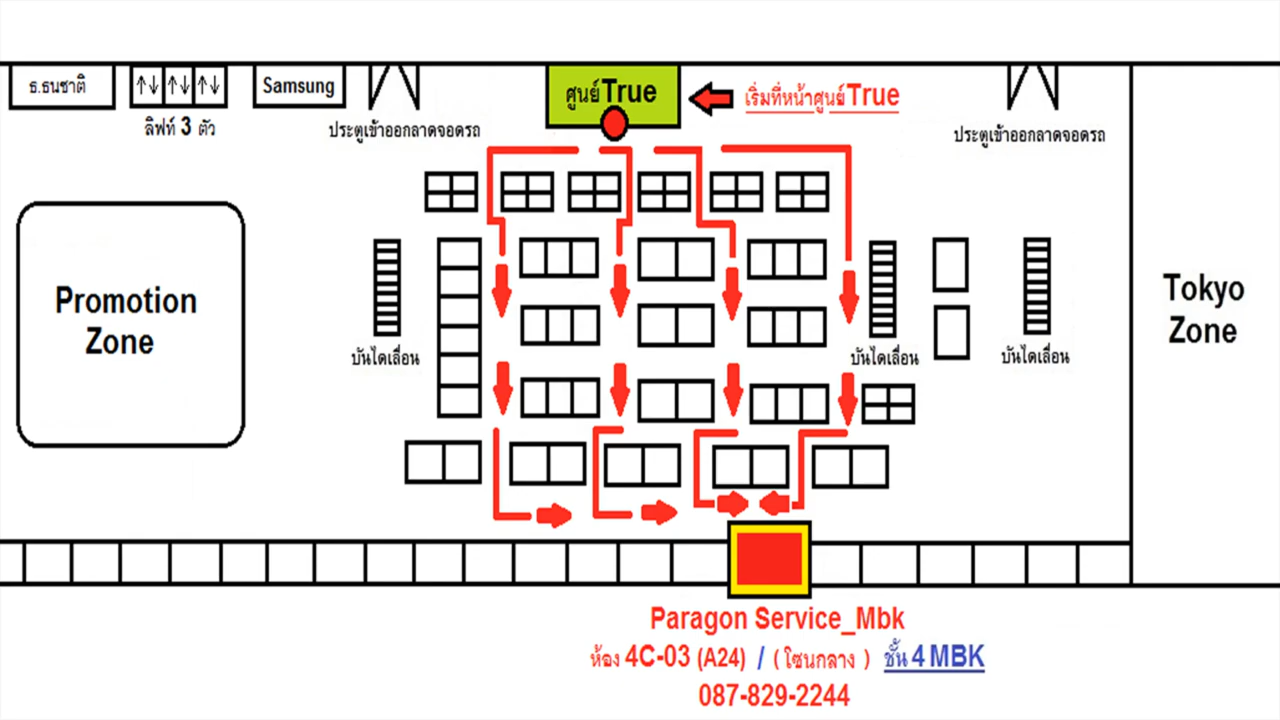 ธ.ธนชาติ
↑↓ ↑↓ ↑↓
ลิฟท์ 3 ตัว
Samsung
ประตูเข้าออกลาดจอดรถ
ศูนย์True
เริ่มที่หน้าศูนย์True
ประตูเข้าออกลาดจอดรถ
Promotion
Zone
บันไดเลื่อน
บันไดเลื่อน
บันไดเลื่อน
Tokyo
Zone
Paragon Service_Mbk
ห้อง 4C-03 (A24) / ( โซนกลาง ) ชั้น 4 MBK
087-829-2244